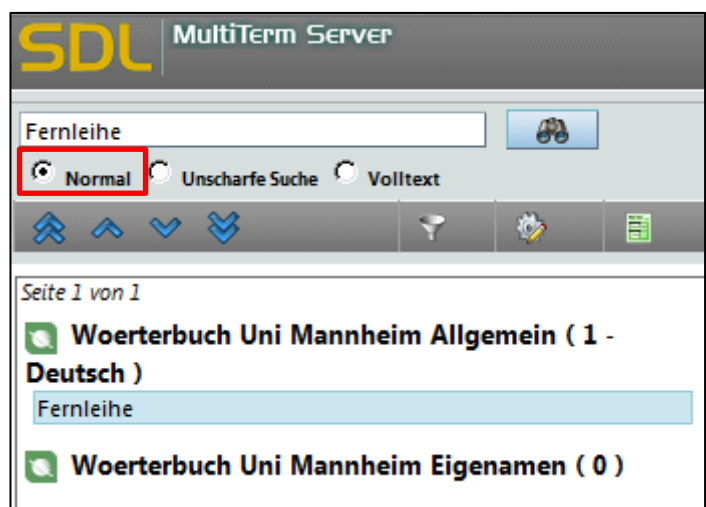 SDL MultiTerm Server
Fernleihe
Normal Unscharfe Suche Volltext
Seite 1 von 1
Woerterbuch Uni Mannheim Allgemein ( 1 -
Deutsch )
Fernleihe
Woerterbuch Uni Mannheim Eigenamen ( 0 )